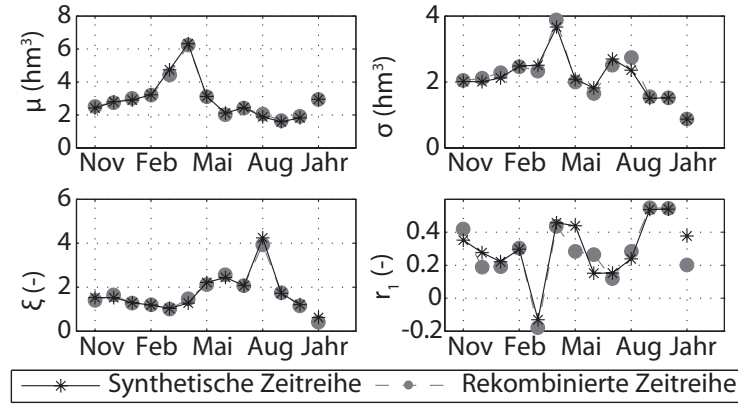 8
6
4
2
0
μ (hm³)
Nov Feb Mai Aug Jahr
4
2
0
σ (hm³)
Nov Feb Mai Aug Jahr
6
4
2
0
ξ (-)
Nov Feb Mai Aug Jahr
0.4
0.2
0
-0.2
r₁ (-)
Nov Feb Mai Aug Jahr
Synthetische Zeitreihe
Rekombinierte Zeitreihe